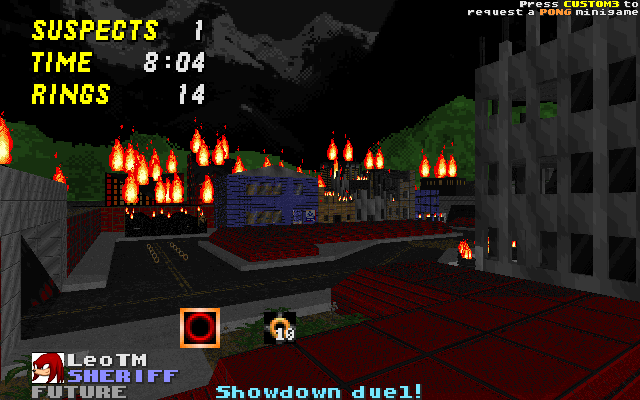 Press CUSTOM3 to
request a PONG minigame
SUSPECTS 1
TIME 8:04
RINGS 14
10
LeoTM
SHERIFF
FUTURE
Showdown duel!